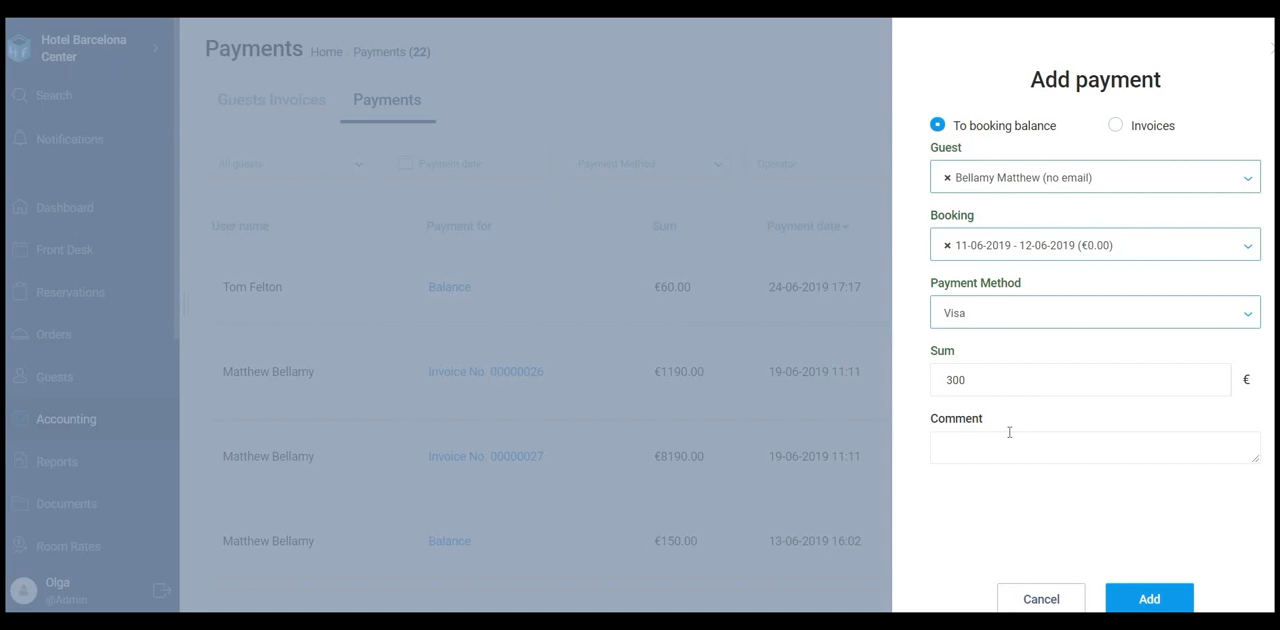 Hotel Barcelona
Center
Search
Notifications
Dashboard
Front Desk
Reservations
Orders
Guests
Accounting
Reports
Documents
Room Rates
Olga
@Admin
Payments Home Payments (22)
Guests Invoices Payments
All guests Payment date Payment Method Operator
User name Payment for Sum Payment date
Tom Felton Balance €60.00 24-06-2019 17:17
Matthew Bellamy Invoice No. 00000026 €1190.00 19-06-2019 11:11
Matthew Bellamy Invoice No. 00000027 €8190.00 19-06-2019 11:11
Matthew Bellamy Balance €150.00 13-06-2019 16:02
Add payment
To booking balance Invoices
Guest
× Bellamy Matthew (no email)
Booking
× 11-06-2019 - 12-06-2019 (€0.00)
Payment Method
Visa
Sum
300 €
Comment
Cancel Add